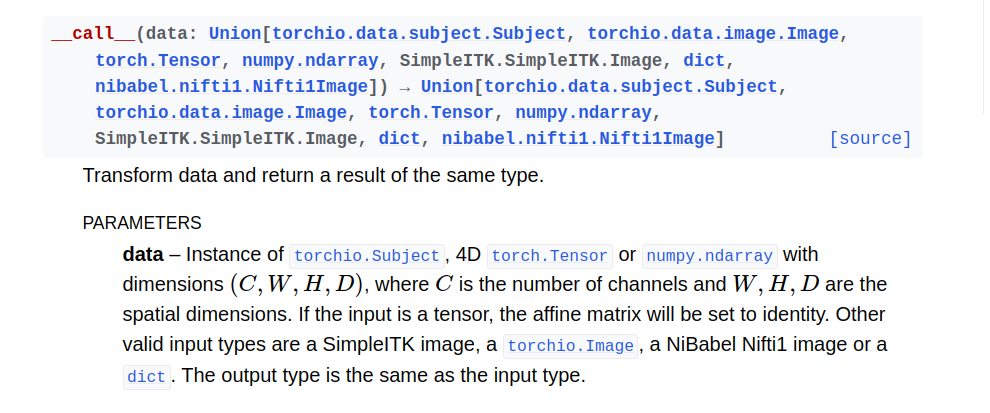 __call__(data: Union[torchio.data.subject.Subject, torchio.data.image.Image,
torch.Tensor, numpy.ndarray, SimpleITK.SimpleITK.Image, dict,
nibabel.nifti1.Nifti1Image]) → Union[torchio.data.subject.Subject,
torchio.data.image.Image, torch.Tensor, numpy.ndarray,
SimpleITK.SimpleITK.Image, dict, nibabel.nifti1.Nifti1Image] [source]
Transform data and return a result of the same type.
PARAMETERS
data – Instance of torchio.Subject, 4D torch.Tensor or numpy.ndarray with
dimensions (C, W, H, D), where C is the number of channels and W, H, D are the
spatial dimensions. If the input is a tensor, the affine matrix will be set to identity. Other
valid input types are a SimpleITK image, a torchio.Image, a NiBabel Nifti1 image or a
dict. The output type is the same as the input type.